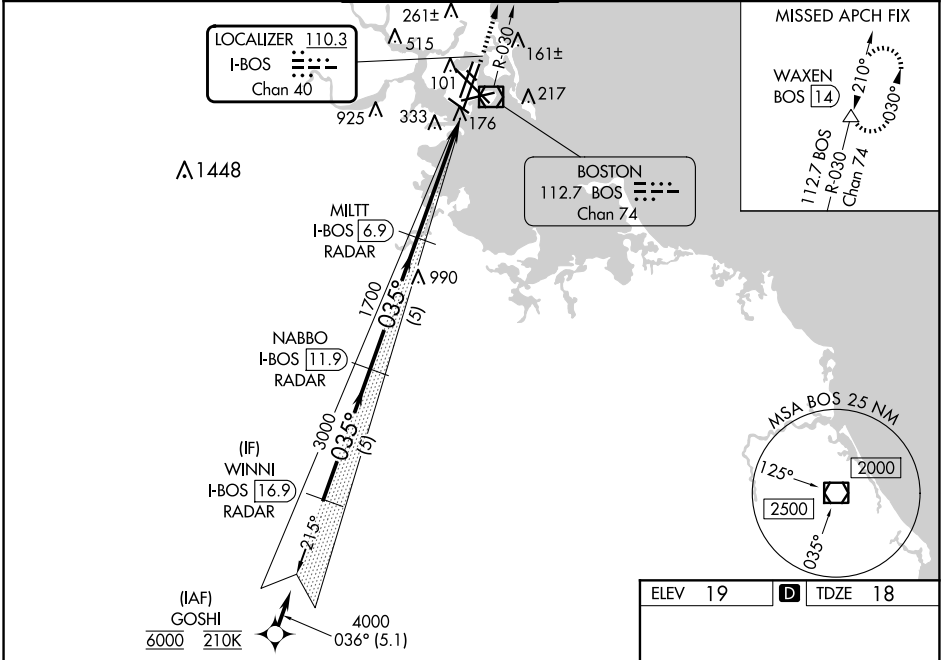 261±
515
161±
R-030
101
217
925
333
176
1448
LOCALIZER 110.3
I-BOS
Chan 40
BOSTON
112.7 BOS
Chan 74
MISSED APCH FIX
WAXEN
BOS 14
210°
030°
112.7 BOS
R-030
Chan 74
MILTT
I-BOS 6.9
RADAR
990
1700
035°
(5)
NABBO
I-BOS 11.9
RADAR
3000
035°
(5)
(IF)
WINNI
I-BOS 16.9
RADAR
215°
(IAF)
GOSHI
6000 210K
4000
036° (5.1)
MSA BOS 25 NM
125°
2000
2500
035°
ELEV 19 D TDZE 18